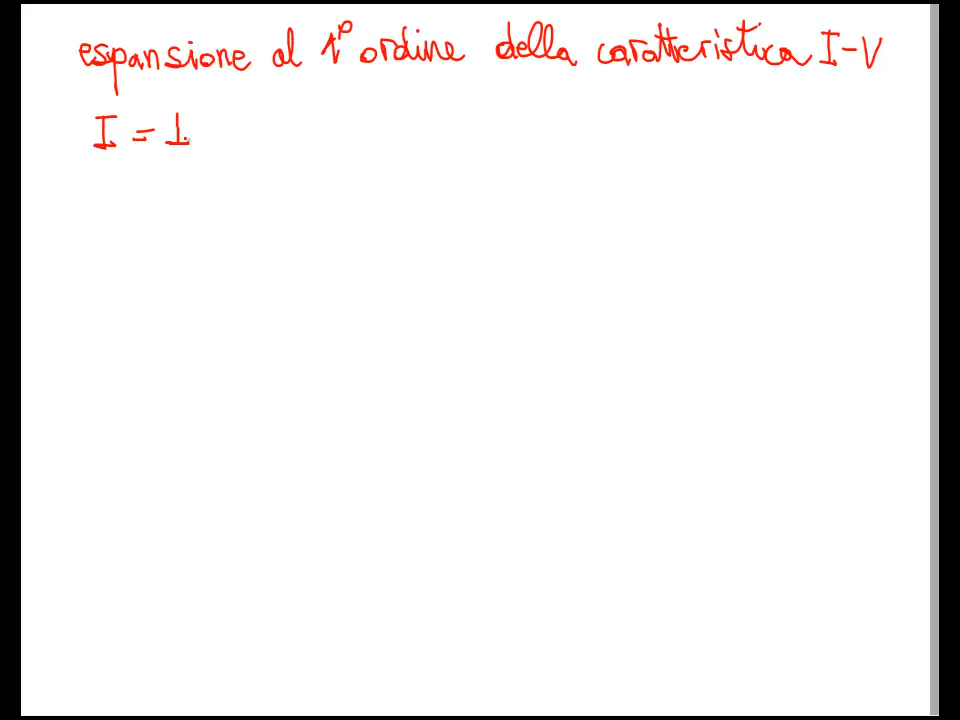 espansione al 1° ordine della caratteristica I-V
I = I